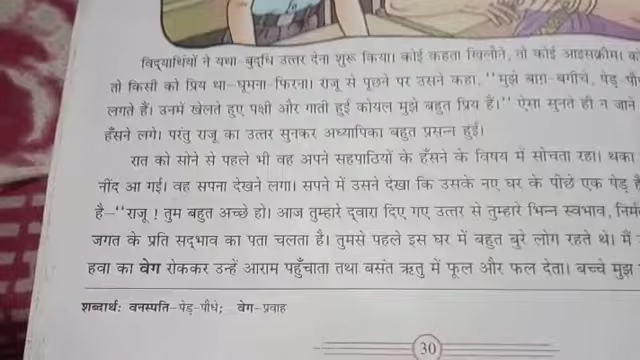 विद्यार्थियों ने यथा-बुद्धि उत्तर देना शुरू किया। कोई कहता खिलौने, तो कोई आइसक्रीम।
तो किसी को प्रिय था-घूमना-फिरना। राजू से पूछने पर उसने कहा, "मुझे बाग़-बगीचे, पेड़
लगते हैं। उनमें खेलते हुए पक्षी और गाती हुई कोयल मुझे बहुत प्रिय हैं।" ऐसा सुनते ही न जाने
हँसने लगे। परंतु राजू का उत्तर सुनकर अध्यापिका बहुत प्रसन्न हुईं।
रात को सोने से पहले भी वह अपने सहपाठियों के हँसने के विषय में सोचता रहा। थका
नींद आ गई। वह सपना देखने लगा। सपने में उसने देखा कि उसके नए घर के पीछे एक पेड़
है-"राजू ! तुम बहुत अच्छे हो। आज तुम्हारे द्वारा दिए गए उत्तर से तुम्हारे भिन्न स्वभाव,
जगत के प्रति सद्भाव का पता चलता है। तुमसे पहले इस घर में बहुत बुरे लोग रहते थे। मैं
हवा का वेग रोककर उन्हें आराम पहुँचाता तथा बसंत ऋतु में फूल और फल देता। बच्चे मुझ
शब्दार्थ: वनस्पति-पेड़-पौधे; वेग-प्रवाह
30